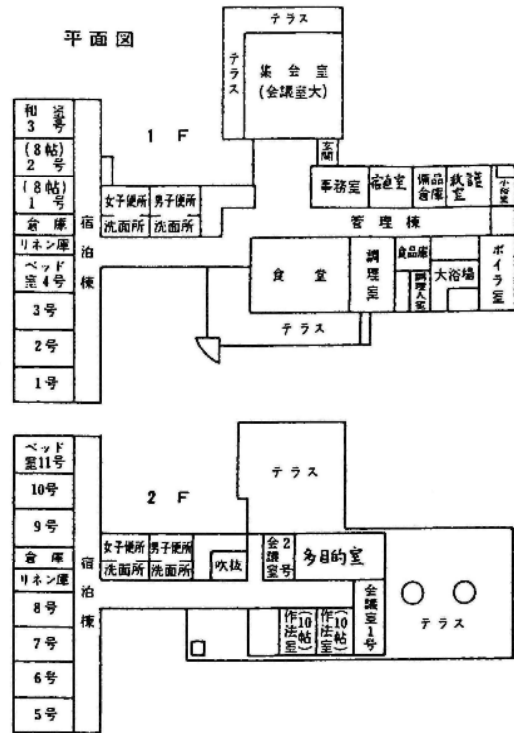 平面図
テラス
テラス
集会室
(会議室大)
玄関
1 F
和室
3号
(8帖)
2号
(8帖)
1号
倉庫
リネン庫
ベッド
室4号
3号
2号
1号
宿泊棟
女子便所
男子便所
洗面所
洗面所
事務室
宿直室
備品
倉庫
救護
室
小浴室
管理棟
食堂
調理室
食品庫
調理人室
大浴場
ボイラ室
テラス
2 F
ベッド
室11号
10号
9号
倉庫
リネン庫
8号
7号
6号
5号
宿泊棟
女子便所
男子便所
洗面所
洗面所
吹抜
テラス
会議室2号
多目的室
会議室1号
作法室(10帖)
作法室(10帖)
テラス